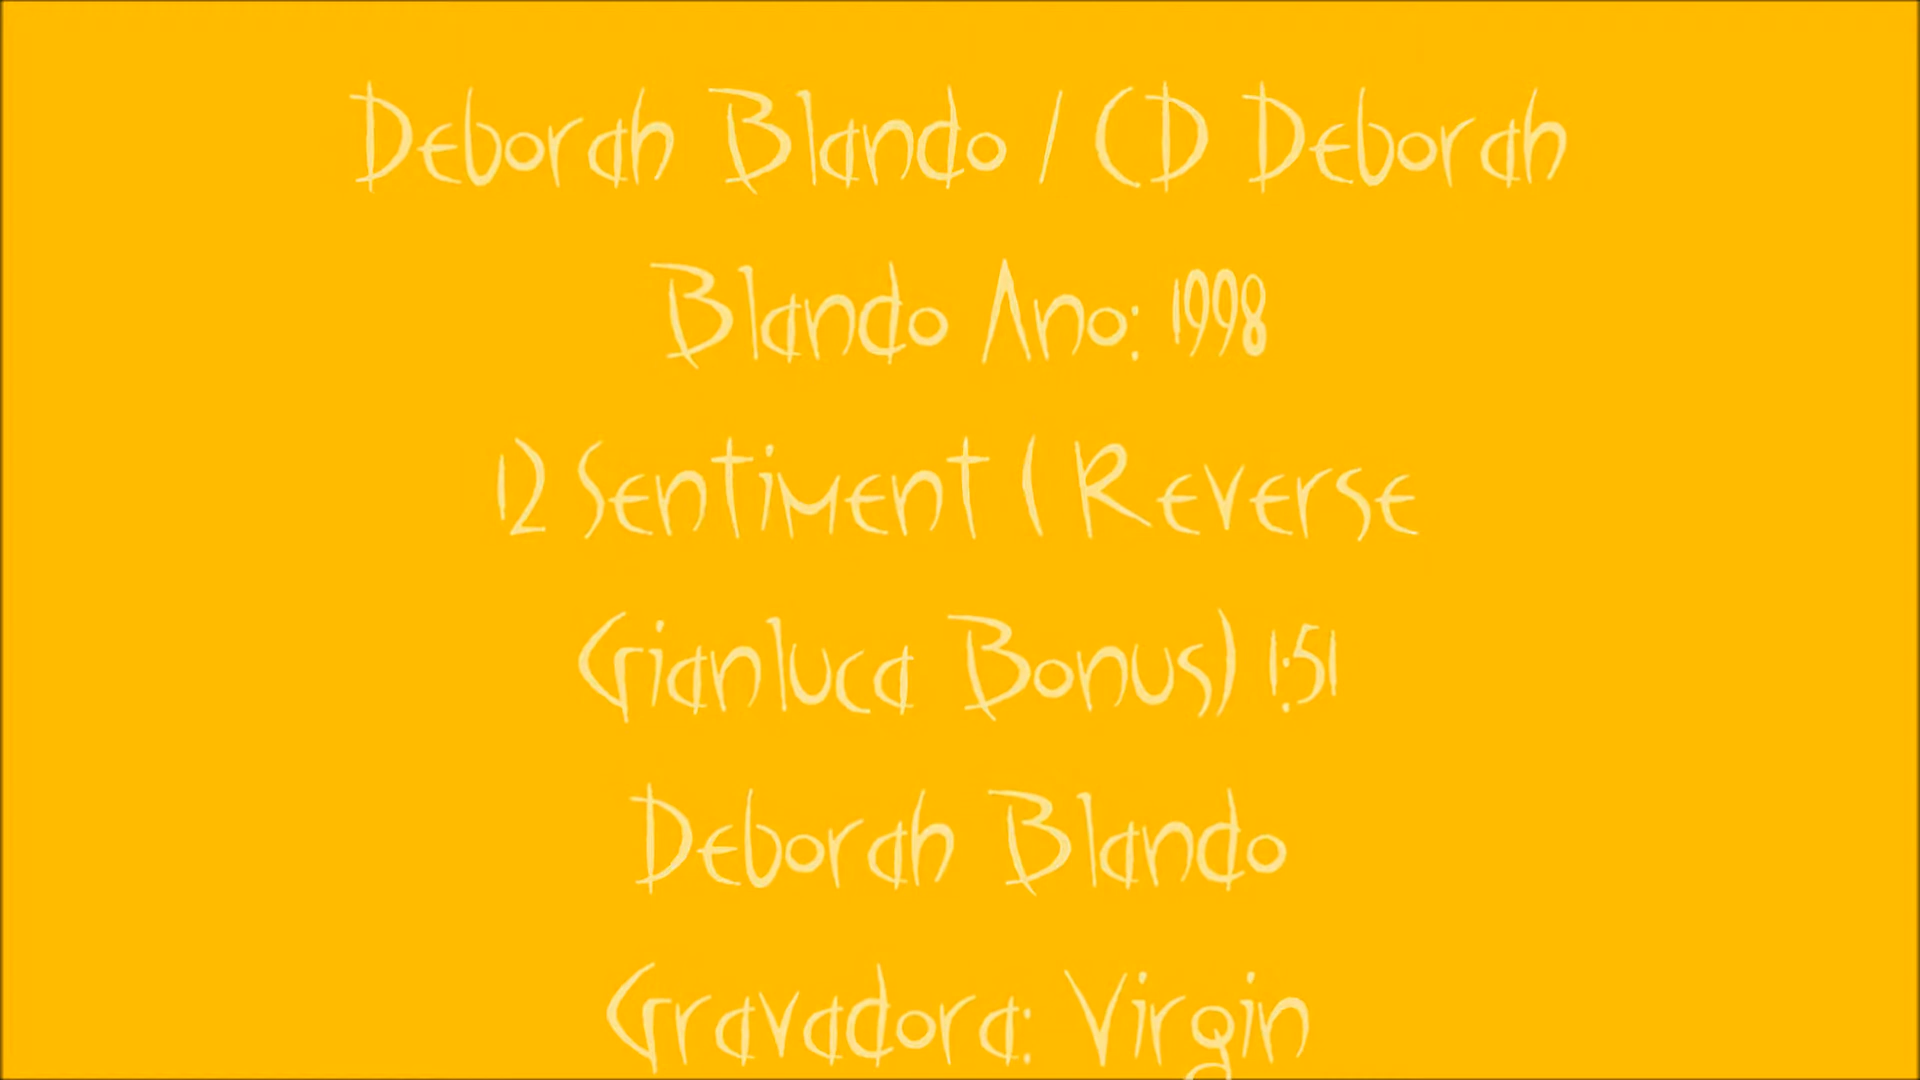 Deborah Blando / CD Deborah
Blando Ano: 1998
12 Sentiment ( Reverse
Gianluca Bonus) 1:51
Deborah Blando
Gravadora: Virgin